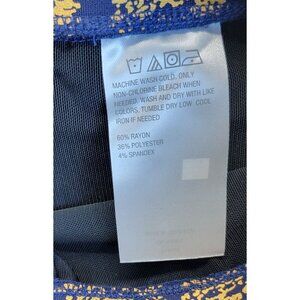 MACHINE WASH COLD, ONLY
NON-CHLORINE BLEACH WHEN
NEEDED. WASH AND DRY WITH LIKE
COLORS, TUMBLE DRY LOW COOL
IRON IF NEEDED
60% RAYON
36% POLYESTER
4% SPANDEX